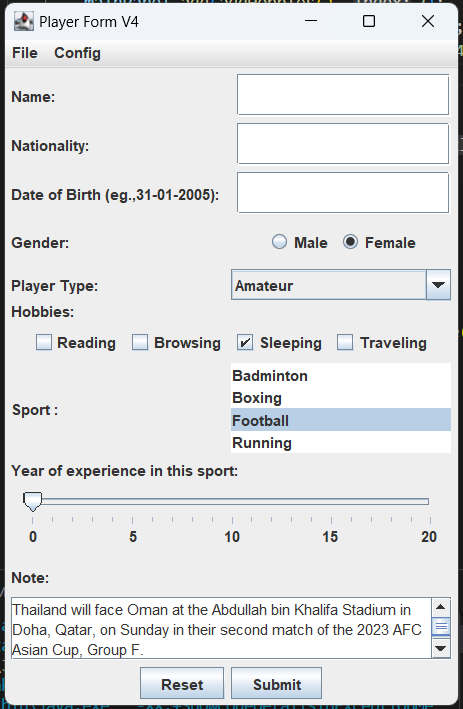 Player Form V4
File Config
Name:
Nationality:
Date of Birth (eg.,31-01-2005):
Gender: Male Female
Player Type: Amateur
Hobbies:
Reading Browsing Sleeping Traveling
Badminton
Boxing
Sport :
Football
Running
Year of experience in this sport:
0 5 10 15 20
Note:
Thailand will face Oman at the Abdullah bin Khalifa Stadium in
Doha, Qatar, on Sunday in their second match of the 2023 AFC
Asian Cup, Group F.
Reset Submit